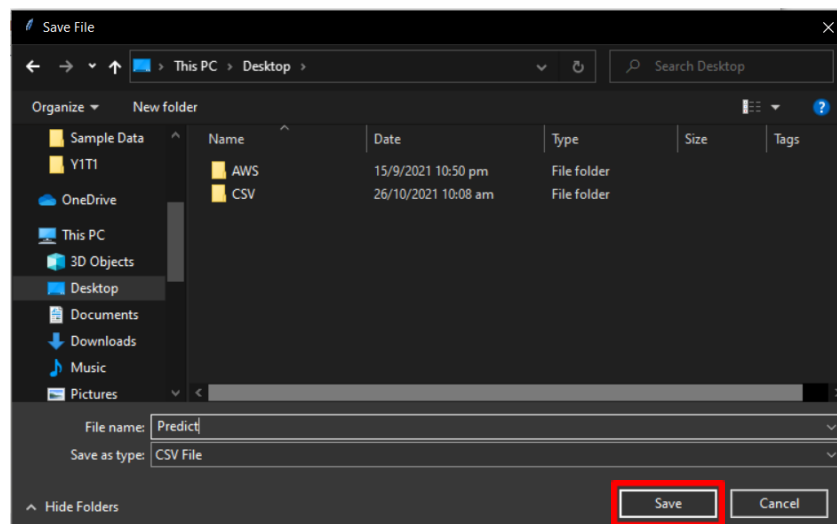 Save File
This PC > Desktop >
Search Desktop
Organize
New folder
Name Date Type Size Tags
Sample Data
Y1T1
OneDrive
This PC
3D Objects
Desktop
Documents
Downloads
Music
Pictures
AWS 15/9/2021 10:50 pm File folder
CSV 26/10/2021 10:08 am File folder
File name: Predict
Save as type: CSV File
Hide Folders
Save
Cancel